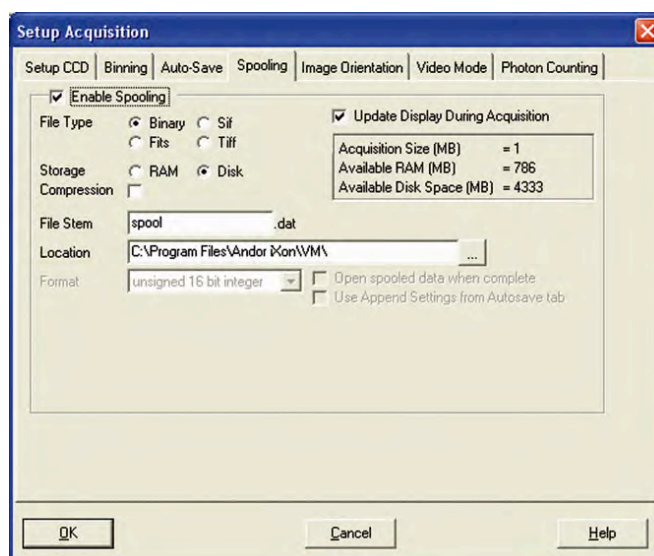 Setup Acquisition
Setup CCD Binning Auto-Save Spooling Image Orientation Video Mode Photon Counting
Enable Spooling
File Type Binary Sif
Fits Tiff
Update Display During Acquisition
Acquisition Size (MB) = 1
Available RAM (MB) = 786
Available Disk Space (MB) = 4333
Storage RAM Disk
Compression
File Stem spool .dat
Location C:\Program Files\Andor iXon\VM\ ...
Format unsigned 16 bit integer
Open spooled data when complete
Use Append Settings from Autosave tab
OK Cancel Help